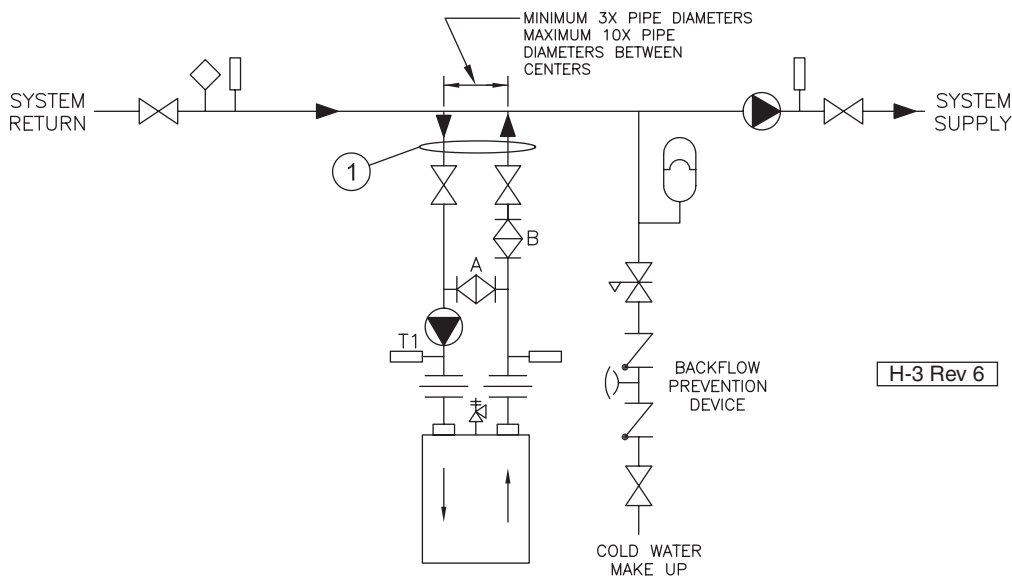 MINIMUM 3X PIPE DIAMETERS
MAXIMUM 10X PIPE
DIAMETERS BETWEEN
CENTERS
SYSTEM
RETURN
SYSTEM
SUPPLY
1
B
A
T1
BACKFLOW
PREVENTION
DEVICE
H-3 Rev 6
COLD WATER
MAKE UP